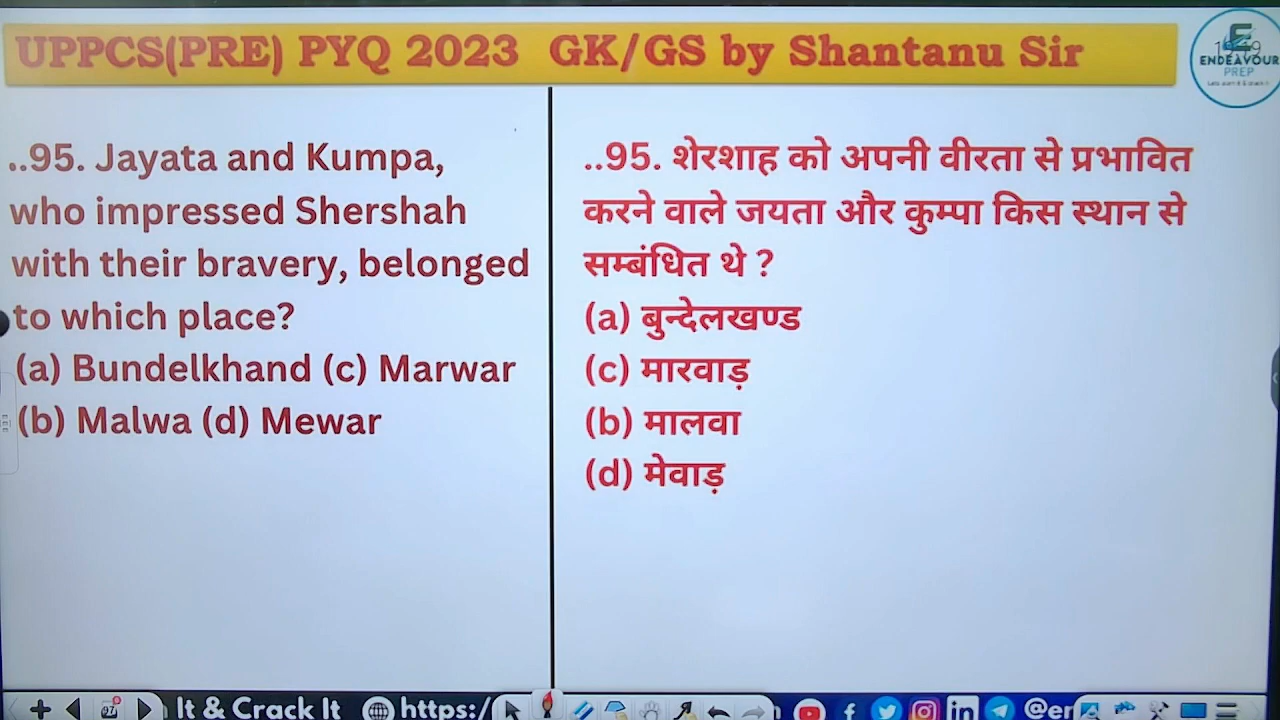 UPPCS(PRE) PYQ 2023 GK/GS by Shantanu Sir
ENDEAVOUR
PREP
..95. Jayata and Kumpa,
who impressed Shershah
with their bravery, belonged
to which place?
(a) Bundelkhand (c) Marwar
(b) Malwa (d) Mewar
..95. शेरशाह को अपनी वीरता से प्रभावित
करने वाले जयता और कुम्पा किस स्थान से
सम्बंधित थे ?
(a) बुन्देलखण्ड
(c) मारवाड़
(b) मालवा
(d) मेवाड़
97 It & Crack It https:/ @er